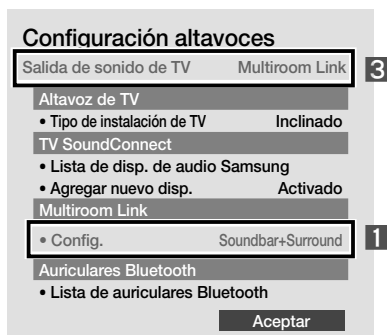 Configuración altavoces
Salida de sonido de TV Multiroom Link 3
Altavoz de TV
• Tipo de instalación de TV Inclinado
TV SoundConnect
• Lista de disp. de audio Samsung
• Agregar nuevo disp. Activado
Multiroom Link
• Config. Soundbar+Surround 1
Auriculares Bluetooth
• Lista de auriculares Bluetooth
Aceptar